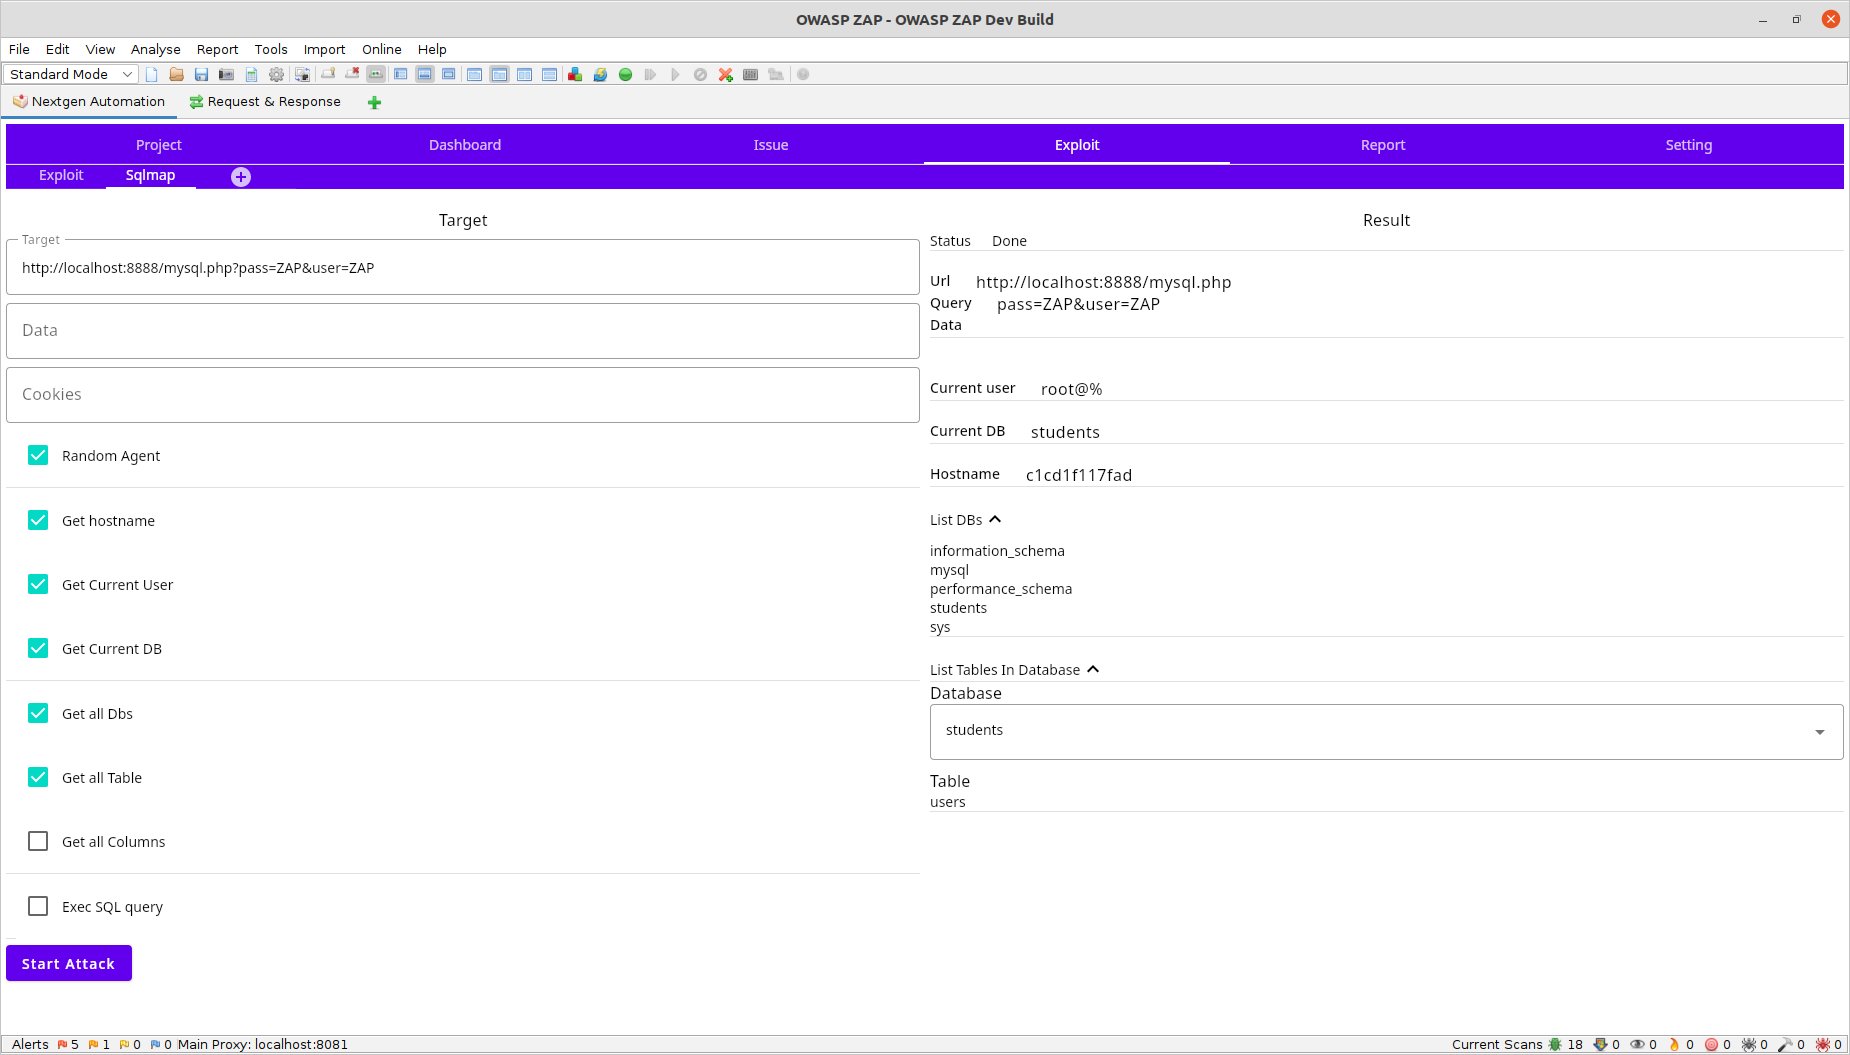 OWASP ZAP - OWASP ZAP Dev Build
File Edit View Analyse Report Tools Import Online Help
Standard Mode
Nextgen Automation Request & Response
Project Dashboard Issue Exploit Report Setting
Exploit Sqlmap
Target
Target
http://localhost:8888/mysql.php?pass=ZAP&user=ZAP
Data
Cookies
Random Agent
Get hostname
Get Current User
Get Current DB
Get all Dbs
Get all Table
Get all Columns
Exec SQL query
Start Attack
Result
Status Done
Url http://localhost:8888/mysql.php
Query pass=ZAP&user=ZAP
Data
Current user root@%
Current DB students
Hostname c1cd1f117fad
List DBs
information_schema
mysql
performance_schema
students
sys
List Tables In Database
Database
students
Table
users
Alerts 5 1 0 0 Main Proxy: localhost:8081 Current Scans 18 0 0 0 0 0 0 0